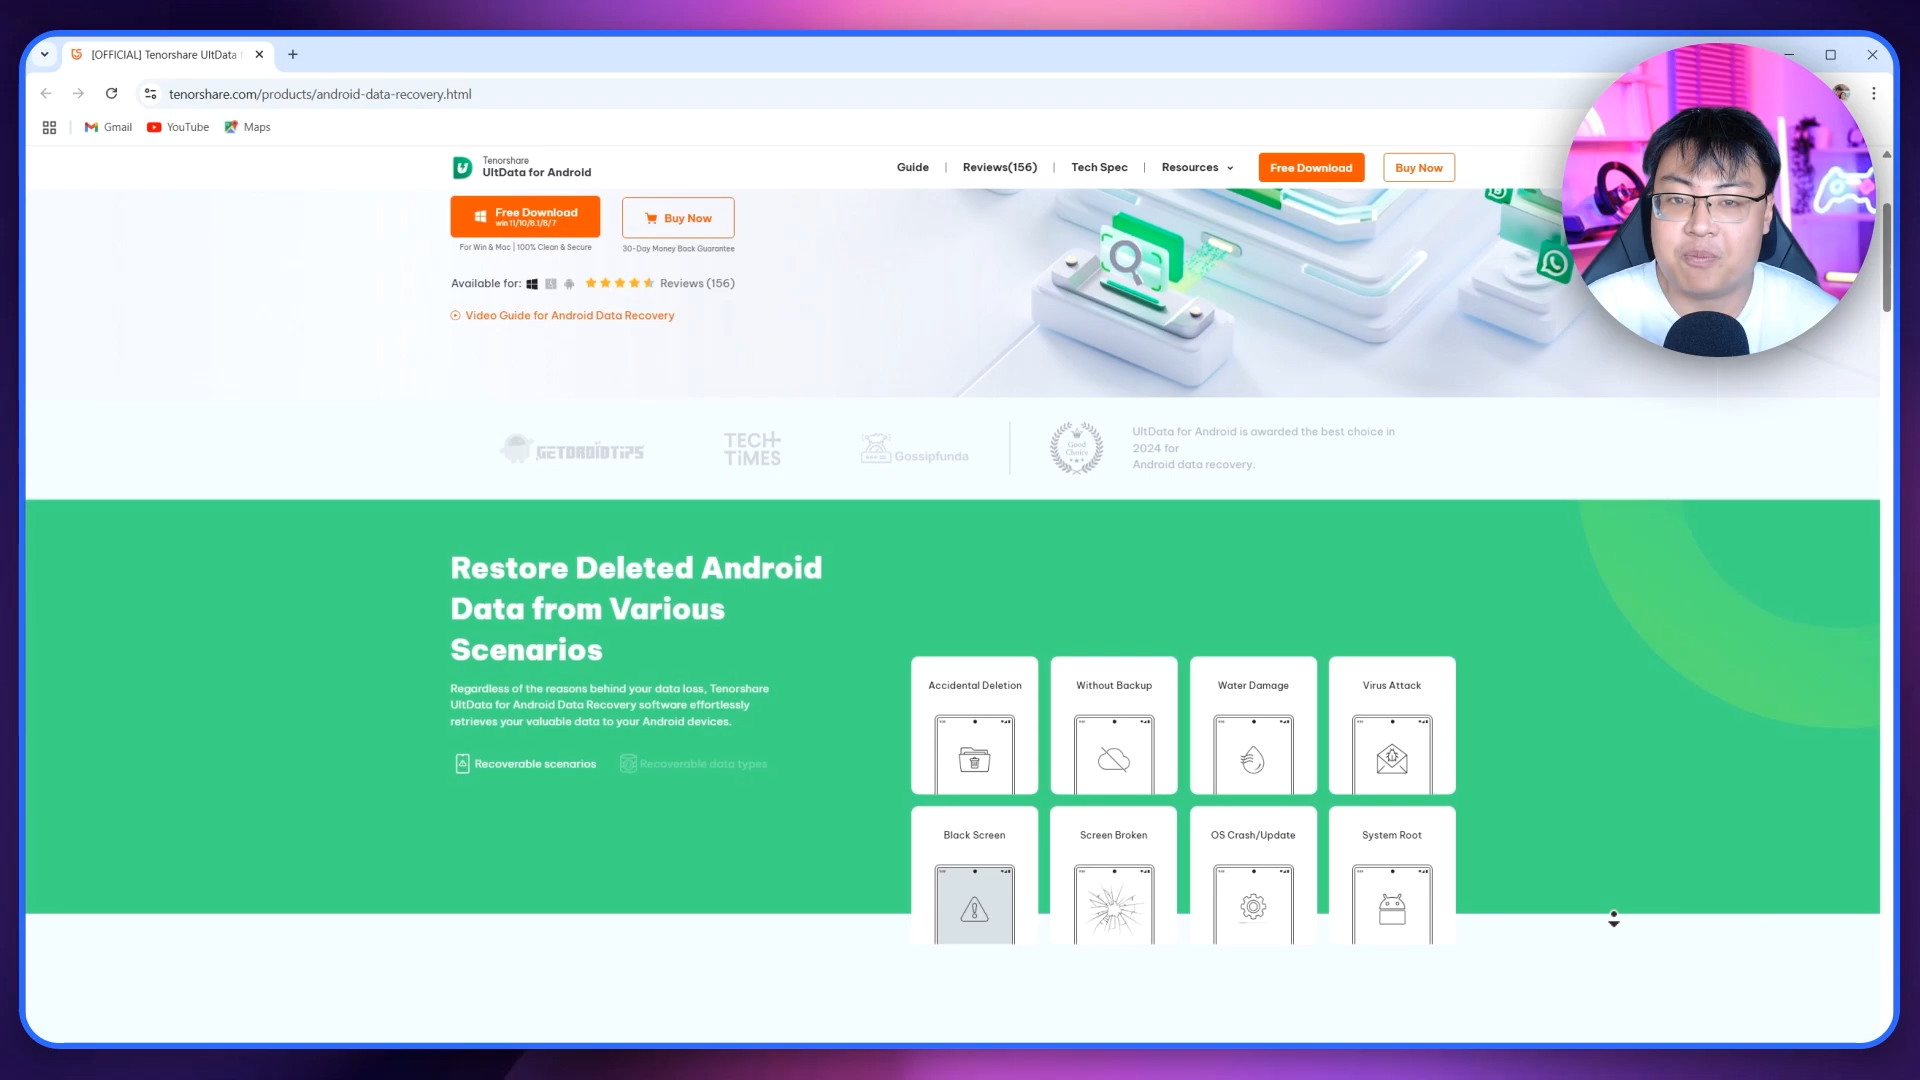 [OFFICIAL] Tenorshare UltData
tenorshare.com/products/android-data-recovery.html
Gmail
YouTube
Maps
Tenorshare
UltData for Android
Guide | Reviews(156) | Tech Spec | Resources
Free Download
Buy Now
Free Download
win 11/10/8.1/8/7
Buy Now
For Win & Mac | 100% Clean & Secure
30-Day Money Back Guarantee
Available for:
Reviews (156)
Video Guide for Android Data Recovery
GETDROIDTIPS
TECH
TIMES
Gossipfunda
Good
Choice
UltData for Android is awarded the best choice in
2024 for
Android data recovery.
Restore Deleted Android
Data from Various
Scenarios
Regardless of the reasons behind your data loss, Tenorshare
UltData for Android Data Recovery software effortlessly
retrieves your valuable data to your Android devices.
Recoverable scenarios
Recoverable data types
Accidental Deletion
Without Backup
Water Damage
Virus Attack
Black Screen
Screen Broken
OS Crash/Update
System Root